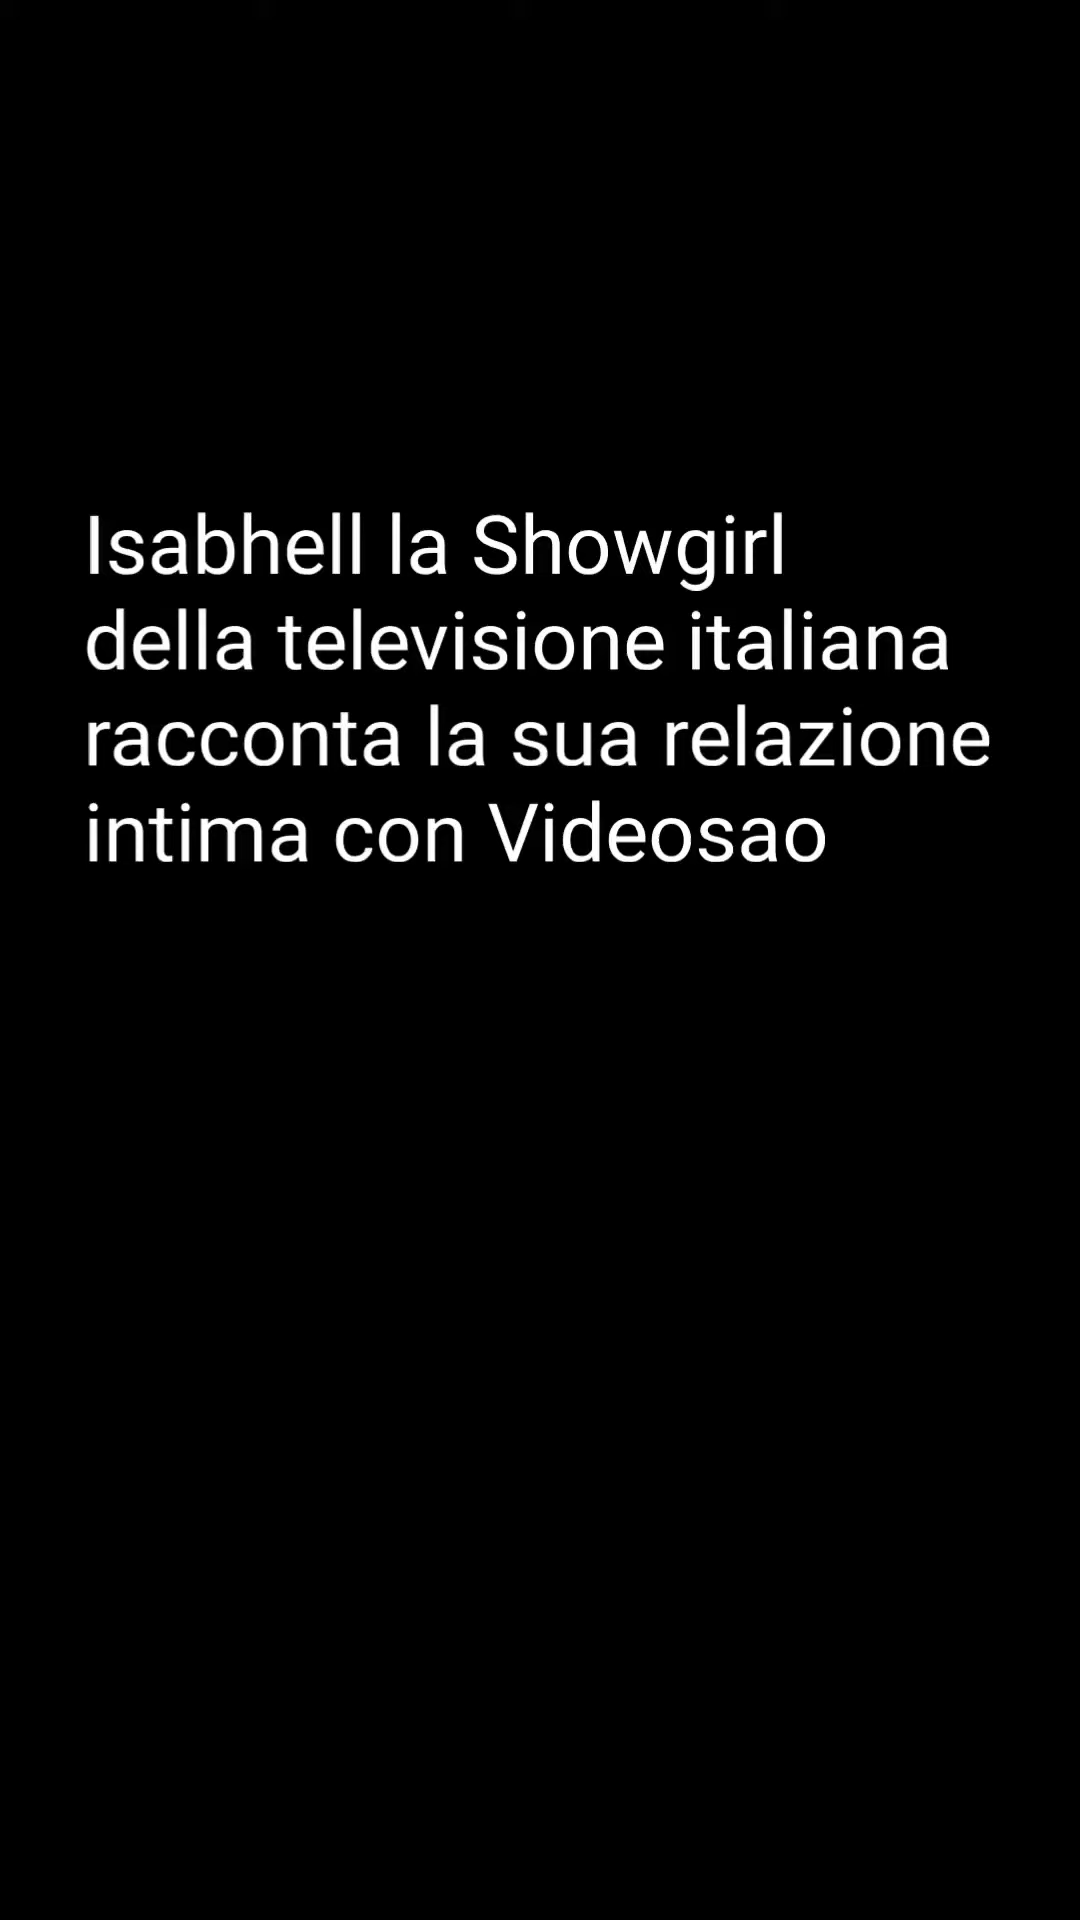 Isabhell la Showgirl
della televisione italiana
racconta la sua relazione
intima con Videosao